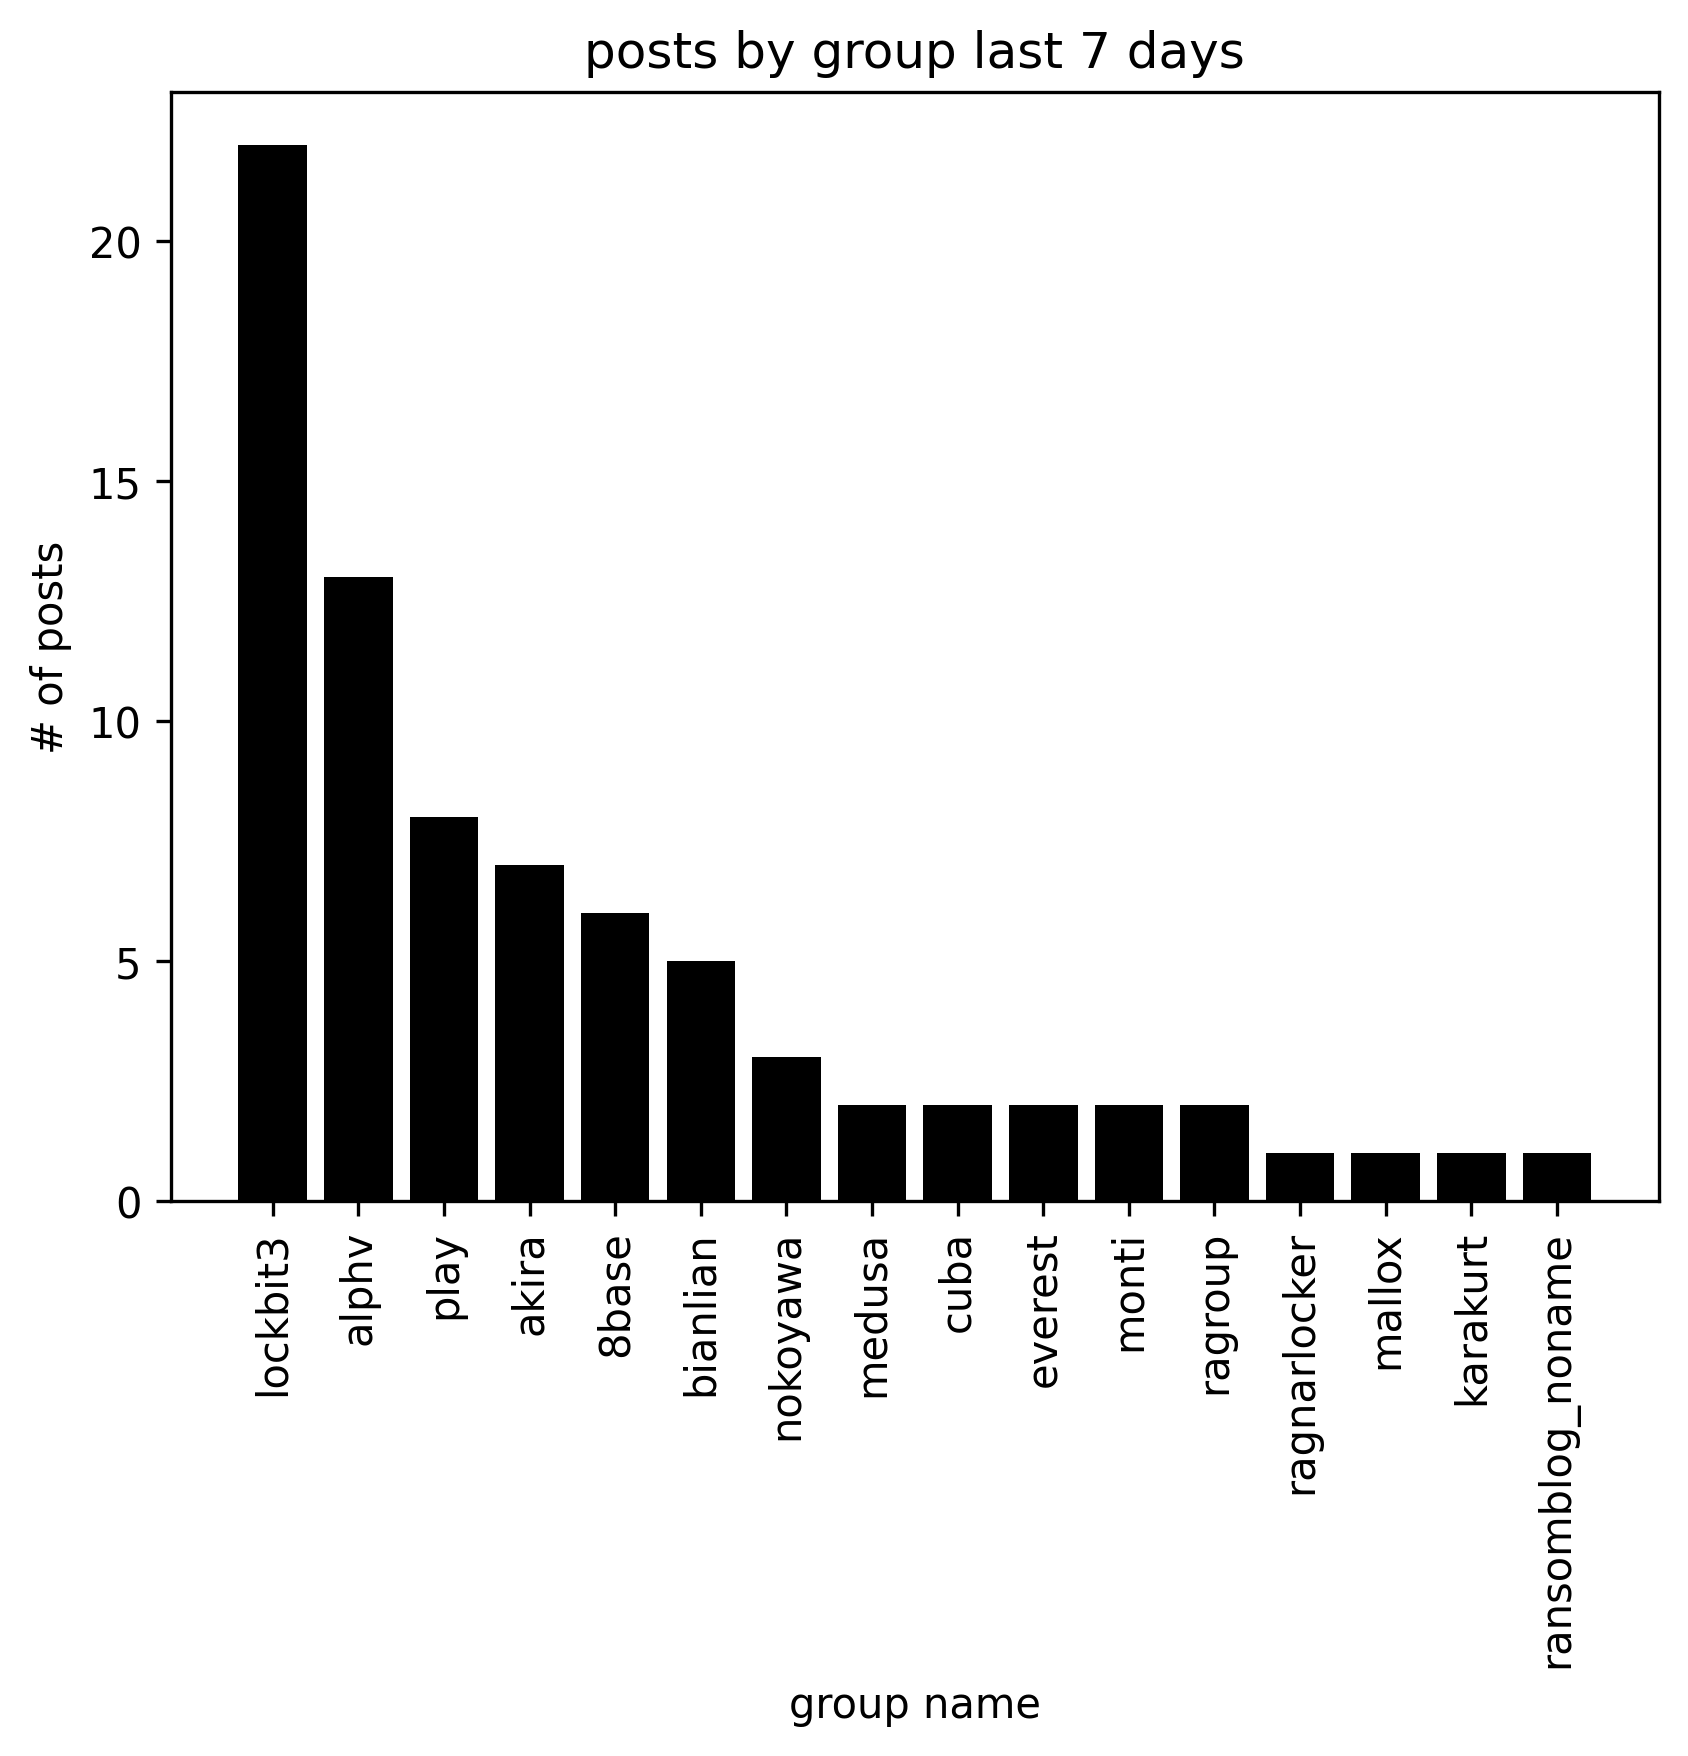 posts by group last 7 days
# of posts
20
15
10
5
0
lockbit3
alphv
play
akira
8base
bianlian
nokoyawa
medusa
cuba
everest
monti
ragroup
ragnarlocker
mallox
karakurt
ransomblog_noname
group name